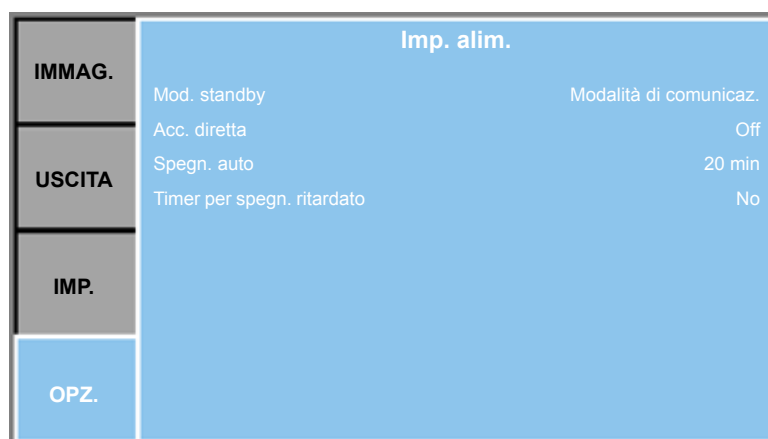 Imp. alim.
IMMAG.
Mod. standby Modalità di comunicaz.
Acc. diretta Off
Spegn. auto 20 min
USCITA
Timer per spegn. ritardato No
IMP.
OPZ.